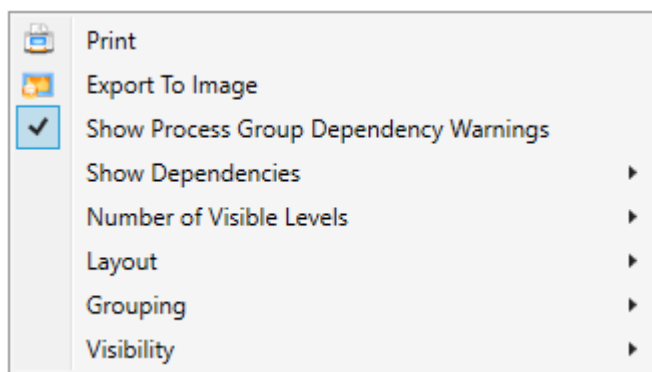 Print
Export To Image
Show Process Group Dependency Warnings
Show Dependencies
Number of Visible Levels
Layout
Grouping
Visibility